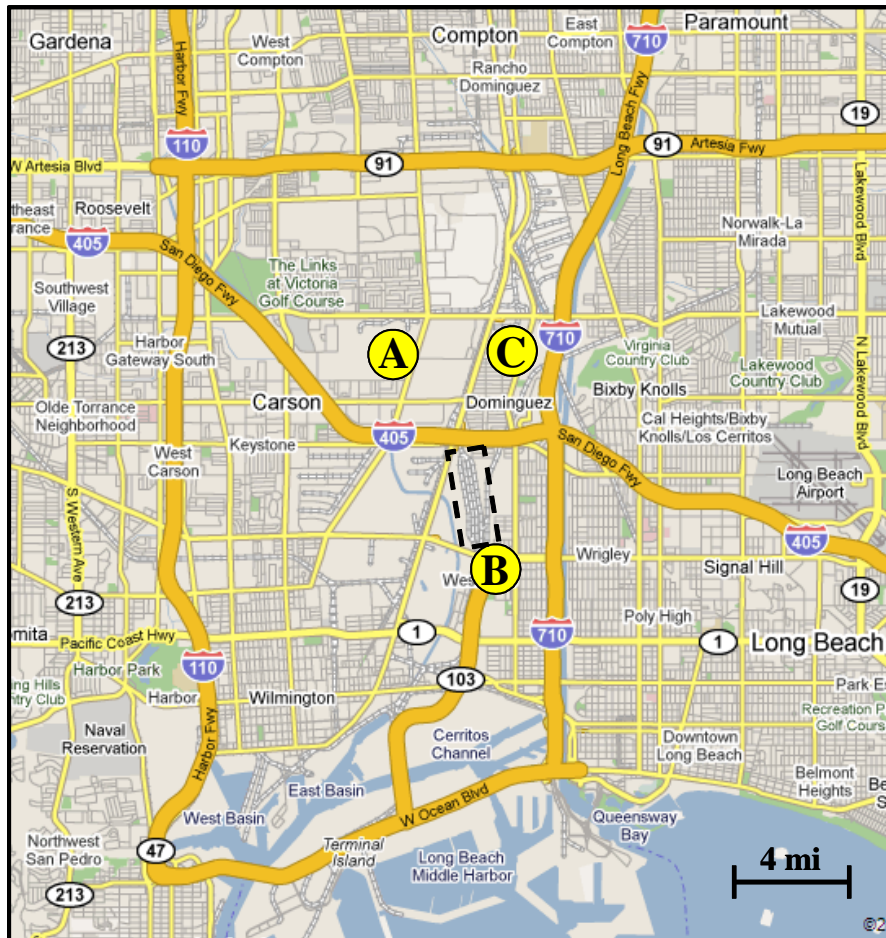 Gardena
Harbor Fwy
West
Compton
Compton
East
Compton
710
Paramount
Rancho
Dominguez
Long Beach Fwy
19
110
91
91
Artesia Fwy
W Artesia Blvd
Roosevelt
405
San Diego Fwy
Norwalk-La
Mirada
Lakewood Blvd
The Links
at Victoria
Golf Course
Southwest
Village
Harbor
Gateway South
213
A
C
710
Virginia
Country Club
Lakewood
Mutual
Lakewood
Country Club
N Lakewood Blvd
Bixby Knolls
Carson
Dominguez
Olde Torrance
Neighborhood
Cal Heights/Bixby
Knolls/Los Cerritos
405
Keystone
West
Carson
San Diego Fwy
Long Beach
Airport
S Western Ave
405
B
Wrigley
Signal Hill
19
213
Poly High
Pacific Coast Hwy
1
710
1
Long Beach
Harbor Park
110
Harbor
Wilmington
103
Park E
Recreation P
Golf Cours
Naval
Reservation
Harbor Fwy
Cerritos
Channel
Downtown
Long Beach
Belmont
Heights
East Basin
West Basin
W Ocean Blvd
Queensway
Bay
Northwest
San Pedro
47
Terminal
Island
Long Beach
Middle Harbor
4 mi
213
©2